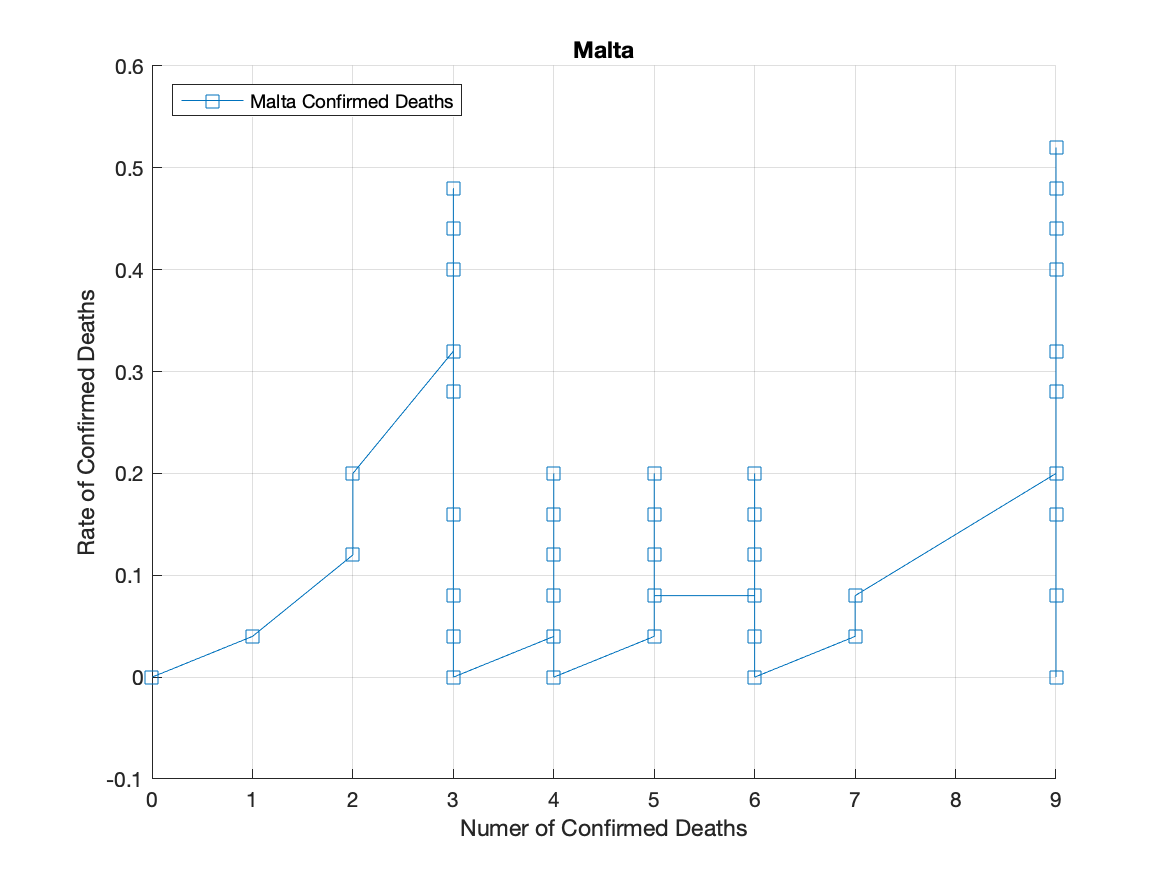 Malta
Malta Confirmed Deaths
0.6
0.5
0.4
0.3
0.2
0.1
0
-0.1
Rate of Confirmed Deaths
0 1 2 3 4 5 6 7 8 9
Numer of Confirmed Deaths